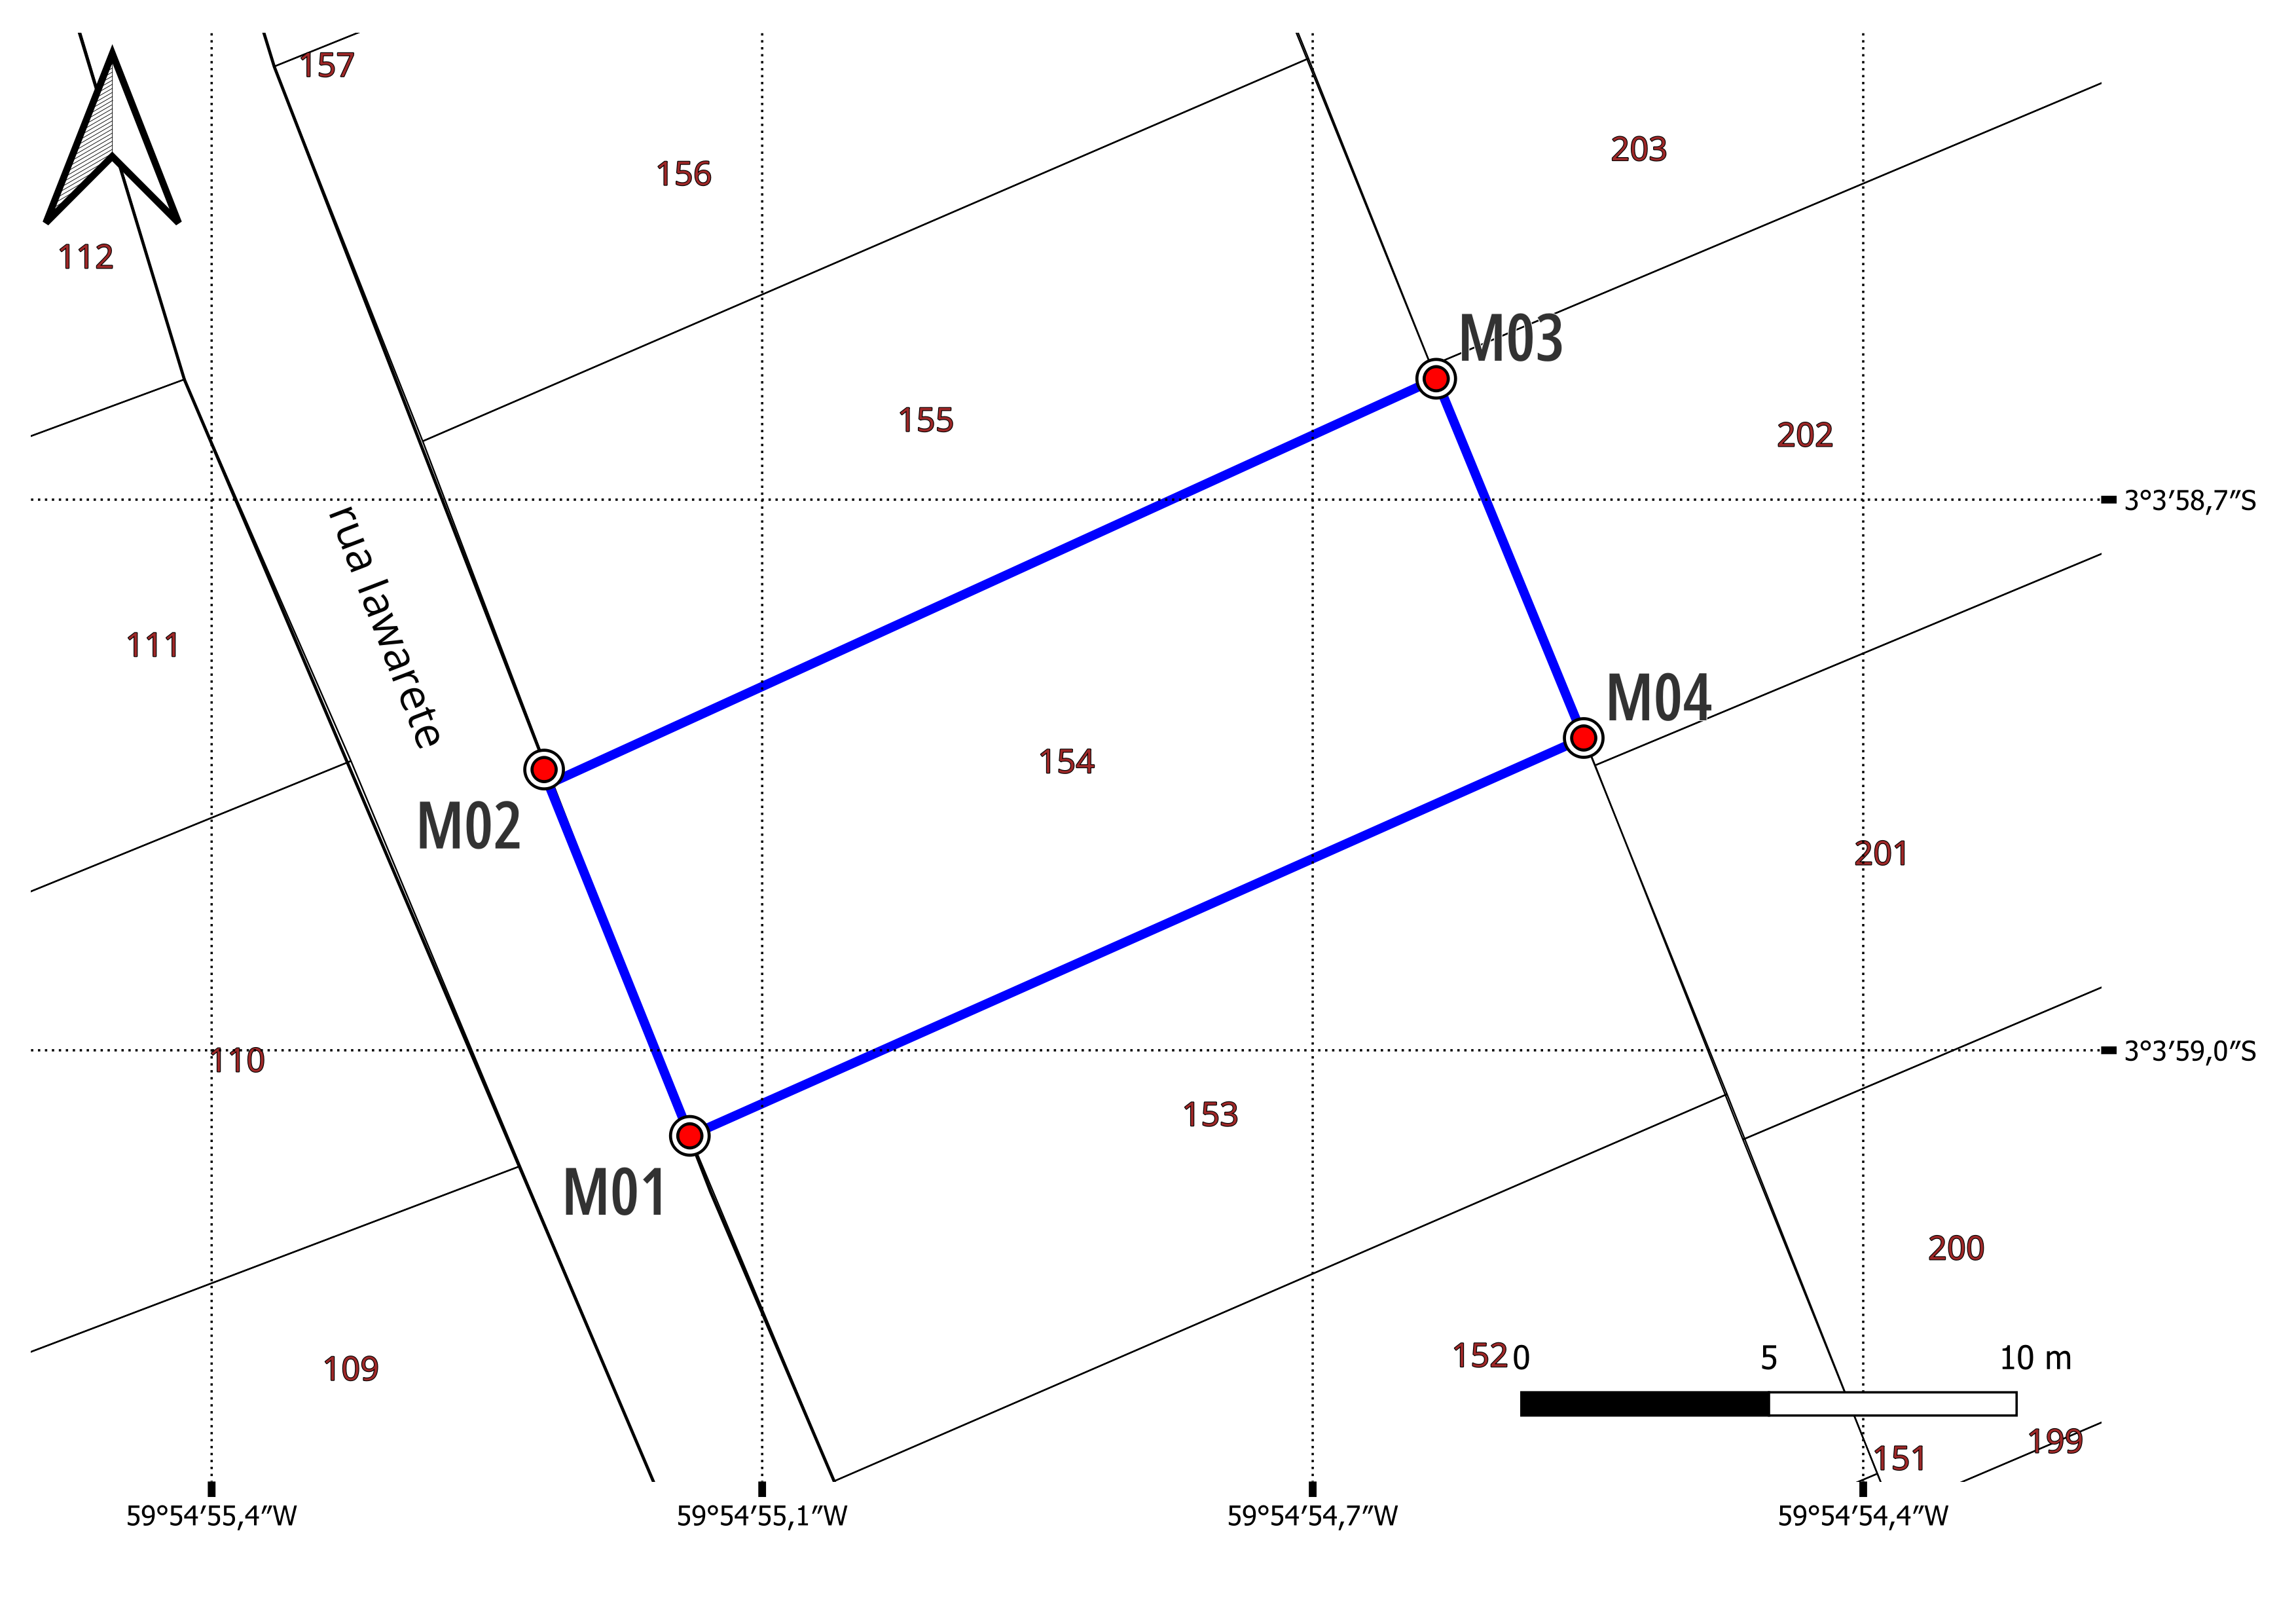 157
203
156
112
M03
155
202
3°3′58,7″S
rua lawarete
111
M04
154
M02
201
110
3°3′59,0″S
153
M01
200
152
0 5 10 m
109
199
151
59°54′55,4″W 59°54′55,1″W 59°54′54,7″W 59°54′54,4″W